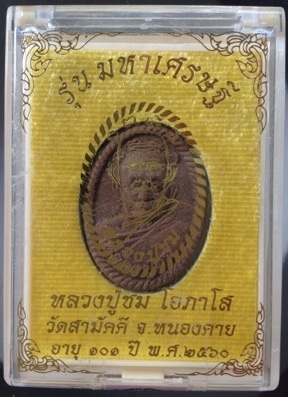 รุ่น มหาเศรษฐี
หลวงปู่ชม โอภาโส
วัดสามัคคี จ.หนองคาย
อายุ ๑๐๑ ปี พ.ศ.๒๕๖๐